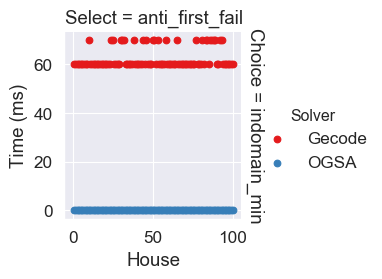 Select = anti_first_fail
Choice = indomain_min
Time (ms)
60
40
20
0
0
50
100
House
Solver
Gecode
OGSA